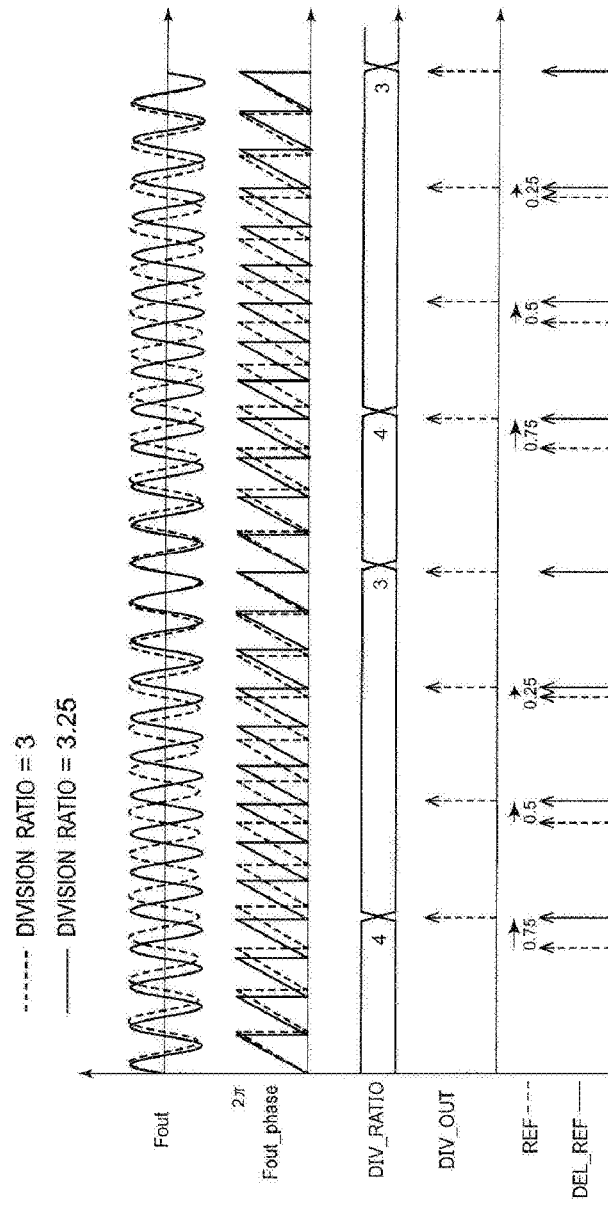 DIVISION RATIO = 3
DIVISION RATIO = 3.25
Fout
2π
Fout_phase
DIV_RATIO
4
3
4
3
DIV_OUT
REF
0.75
0.5
0.25
0.75
0.5
0.25
DEL_REF